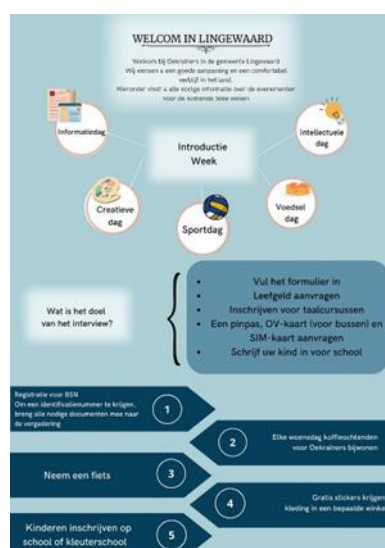 WELCOM IN LINGEWAARD
Welkom bij Oekraïners in de gemeente Lingewaard
Wij wensen u een goede aanpassing en een comfortabel
verblijf in het land.
Hieronder vindt u alle nodige informatie over de evenementen
voor de komende twee weken
Informatiedag
Intellectuele
dag
Introductie
Week
Creatieve
dag
Sportdag
Voedsel
dag
Wat is het doel
van het interview?
Vul het formulier in
Leefgeld aanvragen
Inschrijven voor taalcursussen
Een pinpas, OV-kaart (voor bussen) en
SIM-kaart aanvragen
Schrijf uw kind in voor school
Registratie voor BSN
Om een identificatienummer te krijgen,
breng alle nodige documenten mee naar
de vergadering
1
2
Elke woensdag koffieochtenden
voor Oekraïners bijwonen
Neem een fiets
3
4
Gratis stickers krijgen
kleding in een bepaalde winke
Kinderen inschrijven op
school of kleuterschool
5